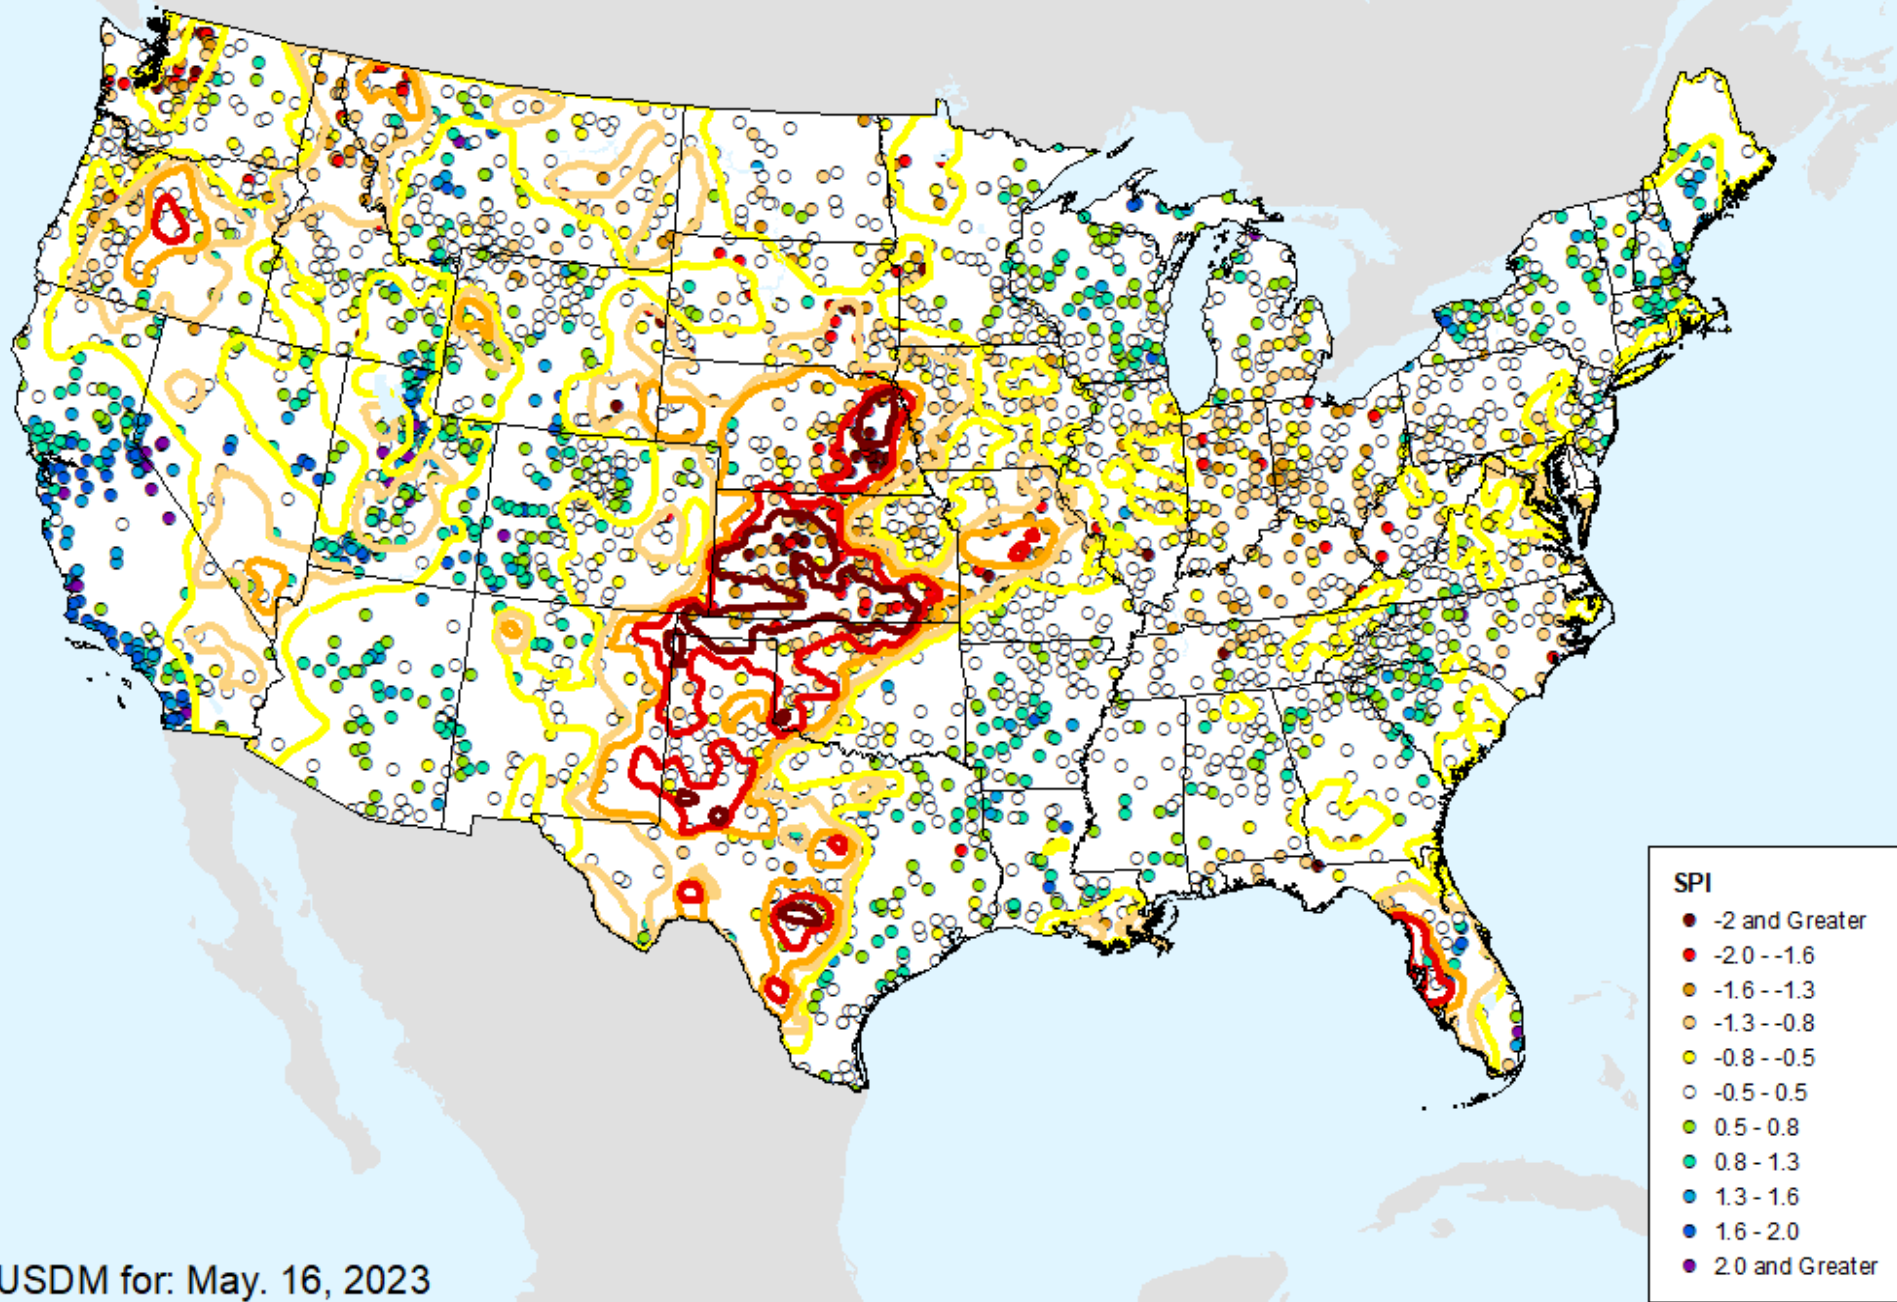 SPI
-2 and Greater
-2.0 - -1.6
-1.6 - -1.3
-1.3 - -0.8
-0.8 - -0.5
-0.5 - 0.5
0.5 - 0.8
0.8 - 1.3
1.3 - 1.6
1.6 - 2.0
2.0 and Greater
USDM for: May. 16, 2023